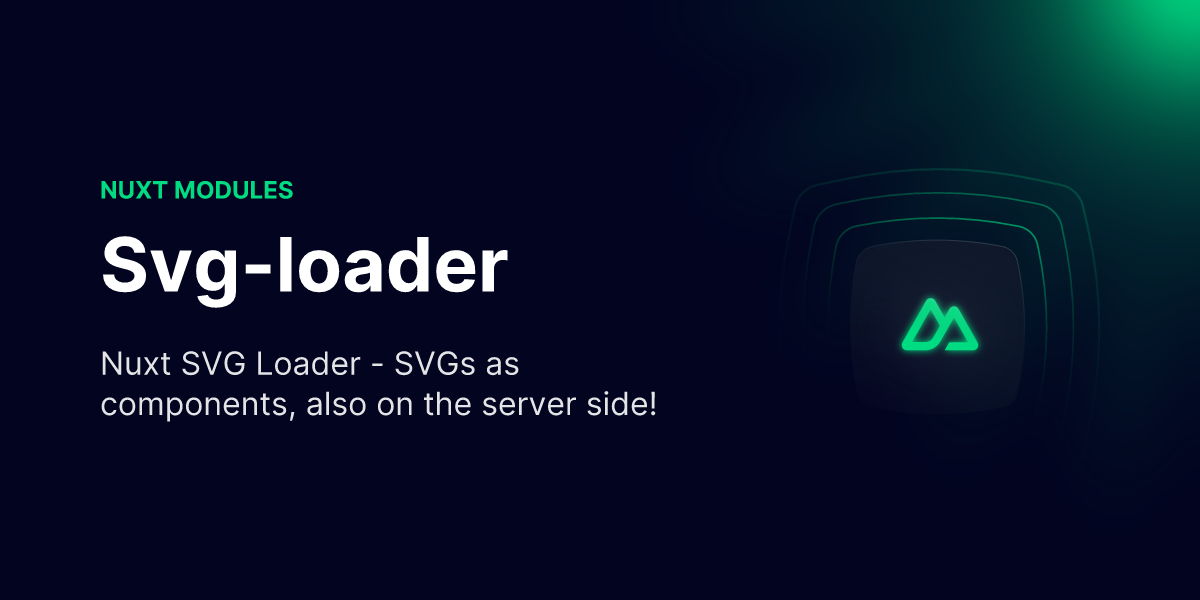 NUXT MODULES
Svg-loader
Nuxt SVG Loader - SVGs as
components, also on the server side!